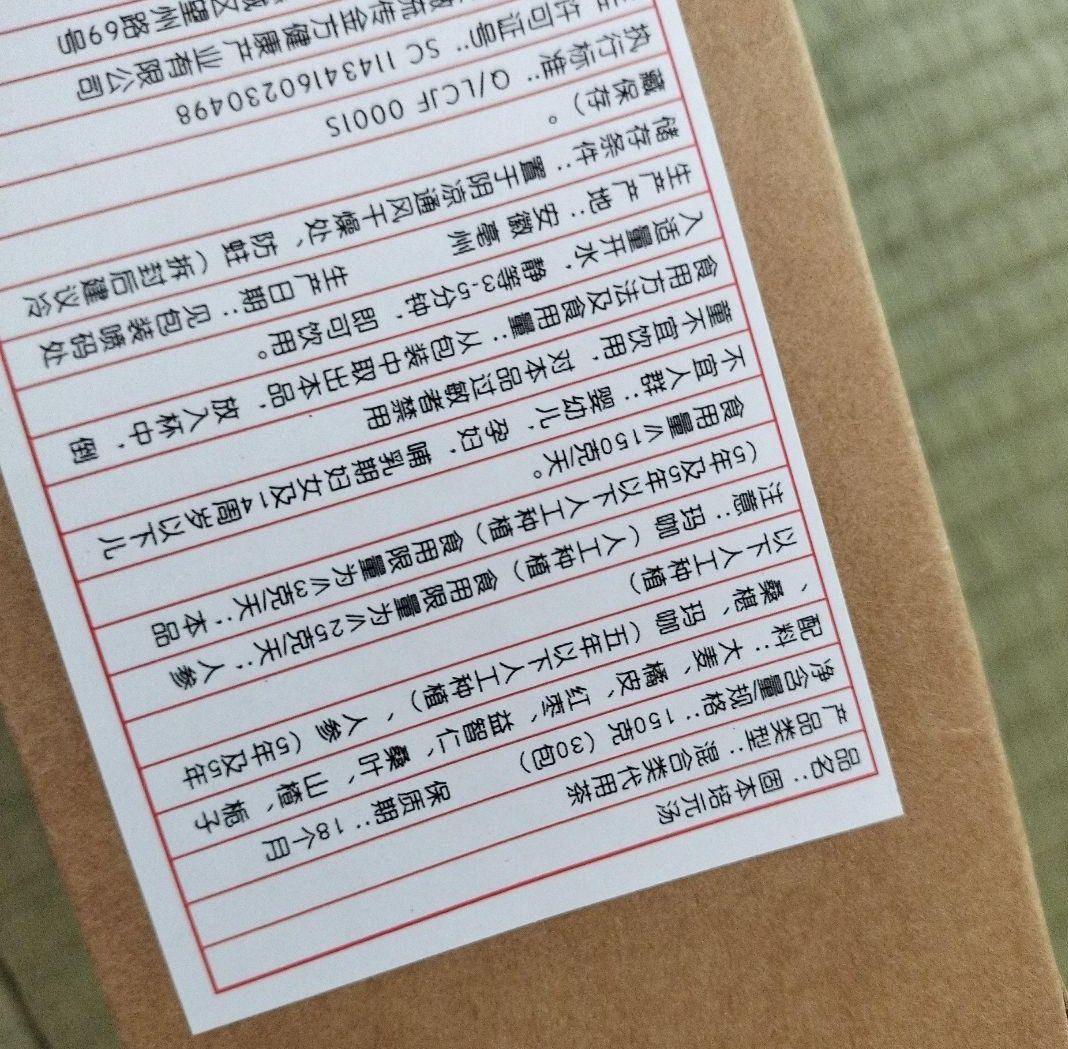 品名：固本培元汤
产品类型：混合类代用茶
净含量/规格：150克（30包） 保质期：18个月
配料：大麦、橘皮、红枣、益智仁、桑叶、山楂、栀子
、桑椹、玛咖（五年以下人工种植）、人参（5年及5年
以下人工种植）
注意：玛咖（人工种植）食用限量为≤25克/天；人参
（5年及5年以下人工种植）食用限量为≤3克/天；本品
食用量≤150克/天。
不宜人群：婴幼儿，孕妇，哺乳期妇女及14周岁以下儿
童不宜饮用，对本品过敏者禁用
食用方法及食用量：从包装中取出本品，放入杯中，倒
入适量开水，静等3-5分钟，即可饮用。
生产产地：安徽 亳州 生产日期：见包装喷码处
储存条件：置于阴凉通风干燥处、防蛀（拆封后建议冷
藏保存）。
执行标准：Q/LCJF 0001S
许可证号：SC 11434160230498
流传金方健康产业有限公司
州路69号